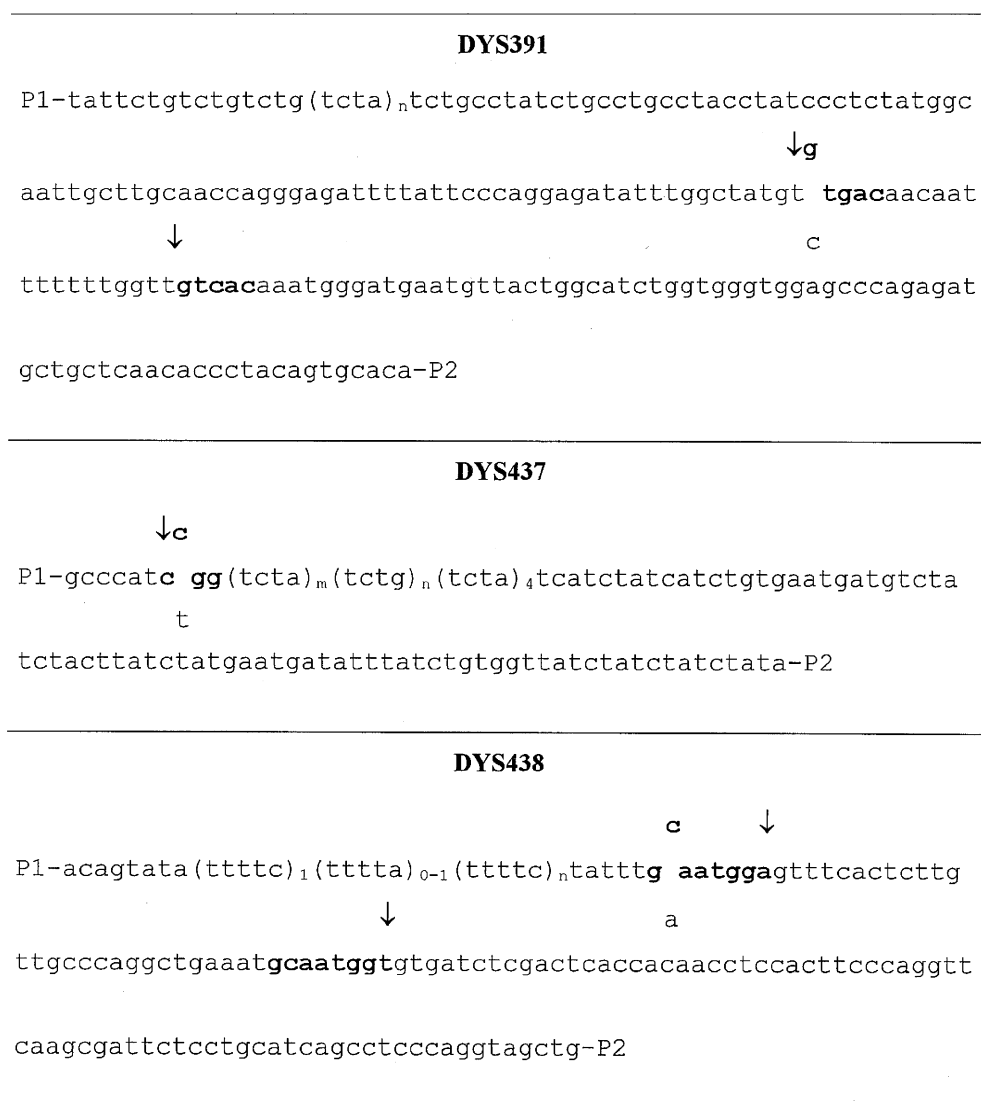 DYS391
P1-tattctgtctgtctg(tcta)ntctgcctatctgcctgcctacctatccctctatggc
↓g
aattgcttgcaaccagggagattttattcccaggagatatttggctatgt tgacaacaat
↓ c
ttttttggttgtcacaaatgggatgaatgttactggcatctggtgggtggagcccagagat
gctgctcaacaccctacagtgcaca-P2
DYS437
↓c
P1-gcccatc gg(tcta)m(tctg)n(tcta)4tcatctatcatctgtgaatgatgtcta
t
tctacttatctatgaatgatatttatctgtggttatctatctatctata-P2
DYS438
c ↓
P1-acagtata(ttttc)1(tttta)0-1(ttttc)ntatttg aatggagtttcactcttg
↓ a
ttgcccaggctgaaatgcaatggtgtgatctcgactcaccacaacctccacttcccaggtt
caagcgattctcctgcatcagcctcccaggtagctg-P2